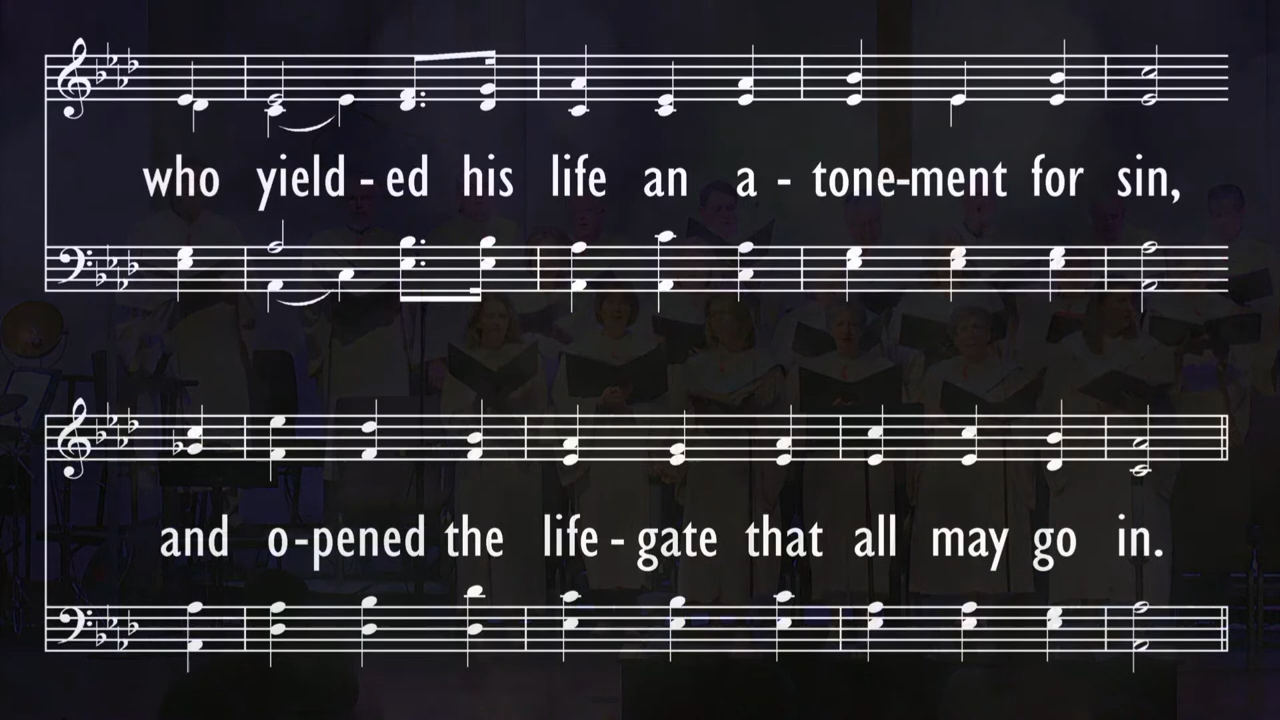 who yield - ed his life an a - tone-ment for sin,
and o-pened the life - gate that all may go in.